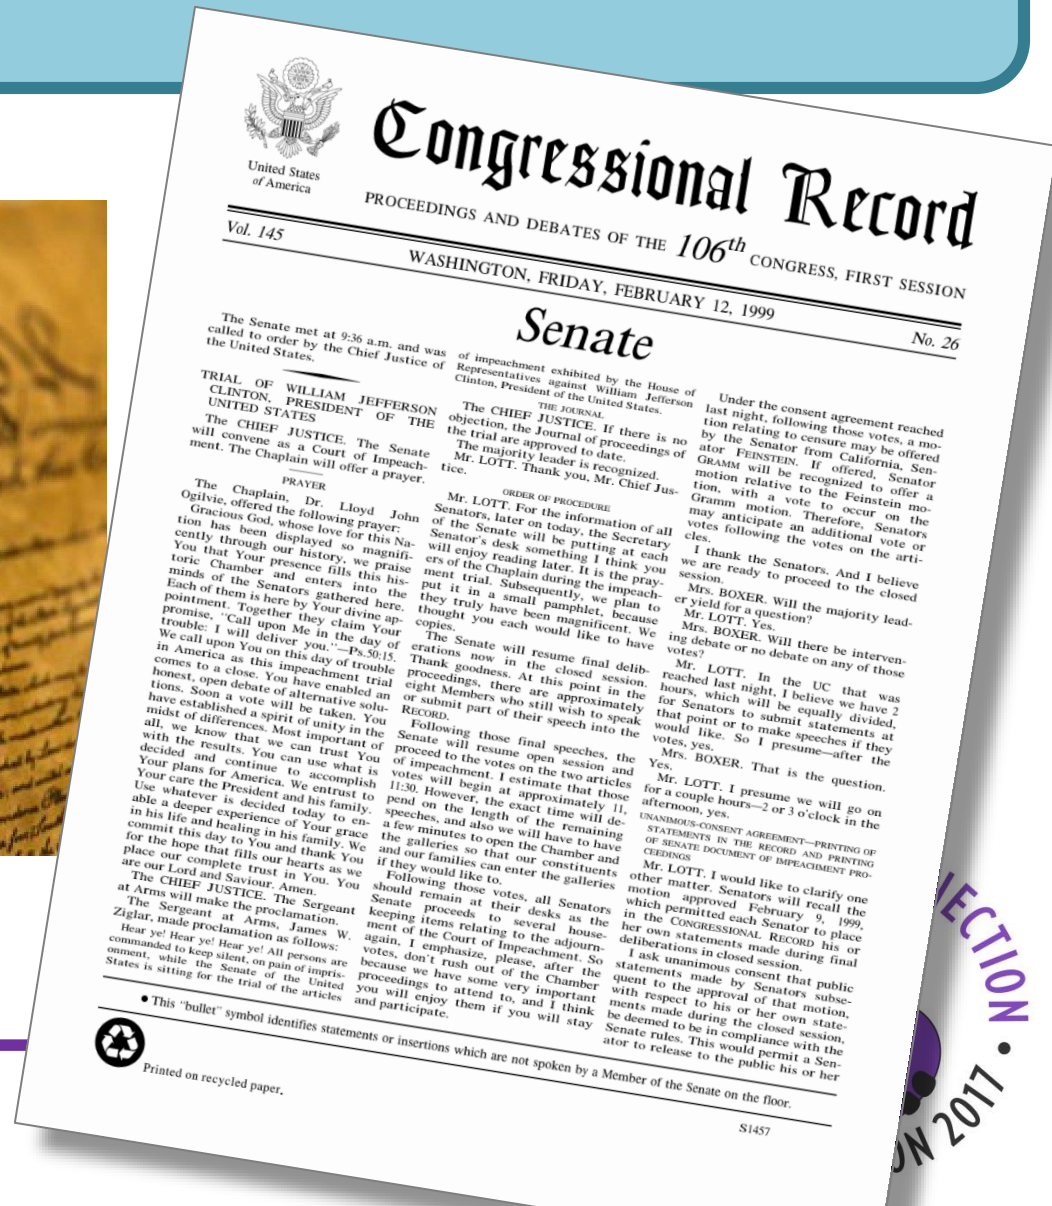 United States
of America
Congressional Record
PROCEEDINGS AND DEBATES OF THE 106th CONGRESS, FIRST SESSION
Vol. 145
WASHINGTON, FRIDAY, FEBRUARY 12, 1999
No. 26
Senate
The Senate met at 9:36 a.m. and was
called to order by the Chief Justice of
the United States.
TRIAL OF WILLIAM JEFFERSON
CLINTON, PRESIDENT OF THE
UNITED STATES
The CHIEF JUSTICE. The Senate
will convene as a Court of Impeach-
ment. The Chaplain will offer a prayer.
PRAYER
The Chaplain, Dr. Lloyd John
Ogilvie, offered the following prayer:
Gracious God, whose love for this Na-
tion has been displayed so magnifi-
cently through our history, we praise
You that Your presence fills this his-
toric Chamber and enters into the
minds of the Senators gathered here.
Each of them is here by Your divine ap-
pointment. Together they claim Your
promise, "Call upon Me in the day of
trouble: I will deliver you."—Ps.50:15.
We call upon You on this day of trouble
in America as this impeachment trial
comes to a close. You have enabled an
honest, open debate of alternative solu-
tions. Soon a vote will be taken. You
have established a spirit of unity in the
midst of differences. Most important of
all, we know that we can trust You
with the results. You can use what is
decided and continue to accomplish
Your plans for America. We entrust to
Your care the President and his family.
Use whatever is decided today to en-
able a deeper experience of Your grace
in his life and healing in his family. We
commit this day to You and thank You
for the hope that fills our hearts as we
place our complete trust in You. You
are our Lord and Saviour. Amen.
The CHIEF JUSTICE. The Sergeant
at Arms will make the proclamation.
The Sergeant at Arms, James W.
Ziglar, made proclamation as follows:
Hear ye! Hear ye! Hear ye! All persons are
commanded to keep silent, on pain of impris-
onment, while the Senate of the United
States is sitting for the trial of the articles
of impeachment exhibited by the House of
Representatives against William Jefferson
Clinton, President of the United States.
THE JOURNAL
The CHIEF JUSTICE. If there is no
objection, the Journal of proceedings of
the trial are approved to date.
The majority leader is recognized.
Mr. LOTT. Thank you, Mr. Chief Jus-
tice.
ORDER OF PROCEDURE
Mr. LOTT. For the information of all
Senators, later on today, the Secretary
of the Senate will be putting at each
Senator's desk something I think you
will enjoy reading later. It is the pray-
ers of the Chaplain during the impeach-
ment trial. Subsequently, we plan to
put it in a small pamphlet, because
they truly have been magnificent. We
thought you each would like to have
copies.
The Senate will resume final delib-
erations now in the closed session.
Thank goodness. At this point in the
proceedings, there are approximately
eight Members who still wish to speak
or submit part of their speech into the
RECORD.
Following those final speeches, the
Senate will resume open session and
proceed to the votes on the two articles
of impeachment. I estimate that those
votes will begin at approximately 11,
11:30. However, the exact time will de-
pend on the length of the remaining
speeches, and also we will have to have
a few minutes to open the Chamber and
the galleries so that our constituents
and our families can enter the galleries
if they would like to.
Following those votes, all Senators
should remain at their desks as the
Senate proceeds to several house-
keeping items relating to the adjourn-
ment of the Court of Impeachment. So
again, I emphasize, please, after the
votes, don't rush out of the Chamber
because we have some very important
proceedings to attend to, and I think
you will enjoy them if you will stay
and participate.
Under the consent agreement reached
last night, following those votes, a mo-
tion relating to censure may be offered
by the Senator from California, Sen-
ator FEINSTEIN. If offered, Senator
GRAMM will be recognized to offer a
motion relative to the Feinstein mo-
tion, with a vote to occur on the
Gramm motion. Therefore, Senators
may anticipate an additional vote or
votes following the votes on the arti-
cles.
I thank the Senators. And I believe
we are ready to proceed to the closed
session.
Mrs. BOXER. Will the majority lead-
er yield for a question?
Mr. LOTT. Yes.
Mrs. BOXER. Will there be interven-
ing debate or no debate on any of those
votes?
Mr. LOTT. In the UC that was
reached last night, I believe we have 2
hours, which will be equally divided,
for Senators to submit statements at
that point or to make speeches if they
would like. So I presume—after the
votes, yes.
Mrs. BOXER. That is the question.
Yes.
Mr. LOTT. I presume we will go on
for a couple hours—2 or 3 o'clock in the
afternoon, yes.
UNANIMOUS-CONSENT AGREEMENT—PRINTING OF
STATEMENTS IN THE RECORD AND PRINTING
OF SENATE DOCUMENT OF IMPEACHMENT PRO-
CEEDINGS
Mr. LOTT. I would like to clarify one
other matter. Senators will recall the
motion approved February 9, 1999,
which permitted each Senator to place
in the CONGRESSIONAL RECORD his or
her own statements made during final
deliberations in closed session.
I ask unanimous consent that public
statements made by Senators subse-
quent to the approval of that motion,
with respect to his or her own state-
ments made during the closed session,
be deemed to be in compliance with the
Senate rules. This would permit a Sen-
ator to release to the public his or her
• This "bullet" symbol identifies statements or insertions which are not spoken by a Member of the Senate on the floor.
Printed on recycled paper.
S1457
ECTION •
ON 2017